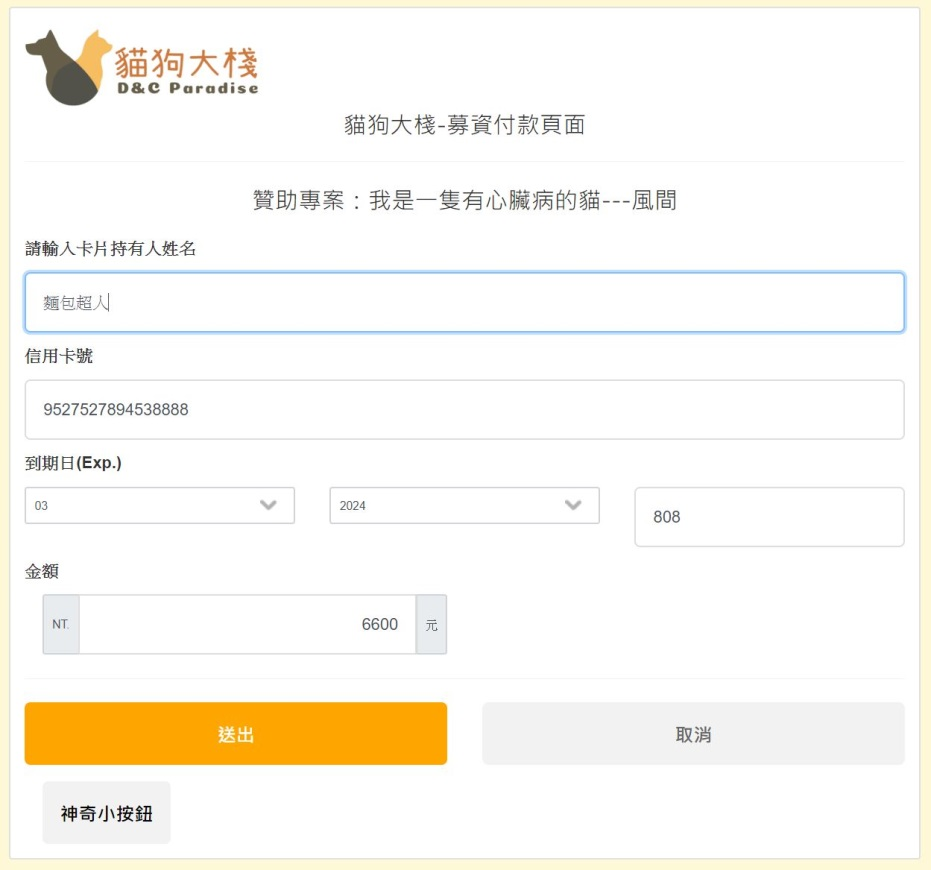 貓狗大棧
D&C Paradise
貓狗大棧-募資付款頁面
贊助專案：我是一隻有心臟病的貓---風間
請輸入卡片持有人姓名
麵包超人
信用卡號
9527527894538888
到期日(Exp.)
03 2024 808
金額
NT. 6600 元
送出 取消
神奇小按鈕